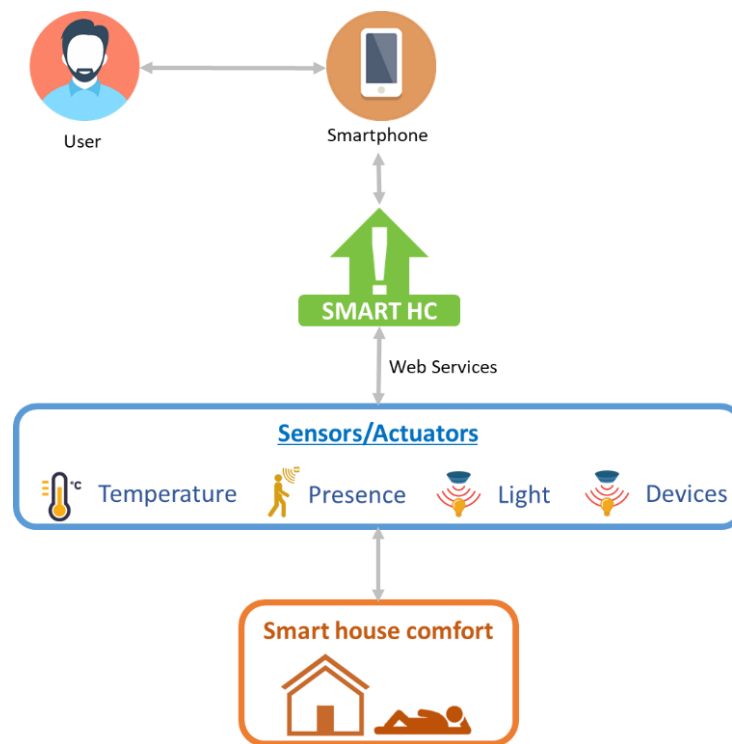 User
Smartphone
!
SMART HC
Web Services
Sensors/Actuators
°C Temperature Presence Light Devices
Smart house comfort